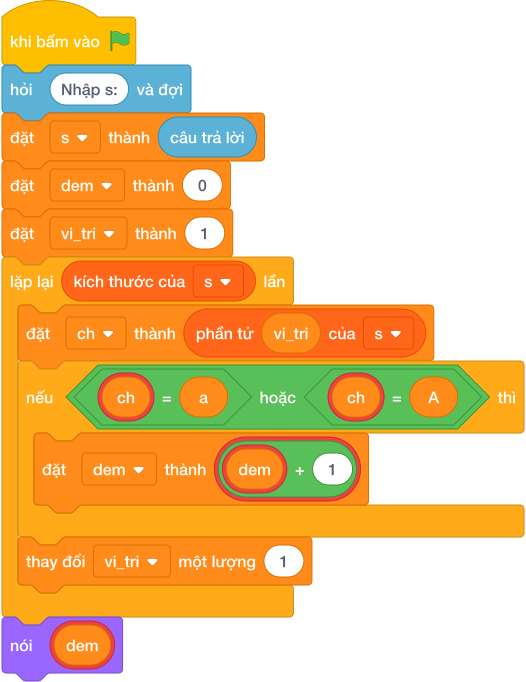 khi bấm vào
hỏi Nhập s: và đợi
đặt s thành câu trả lời
đặt dem thành 0
đặt vi_tri thành 1
lặp lại kích thước của s lần
đặt ch thành phần tử vi_tri của s
nếu ch = a hoặc ch = A thì
đặt dem thành dem + 1
thay đổi vi_tri một lượng 1
nói dem